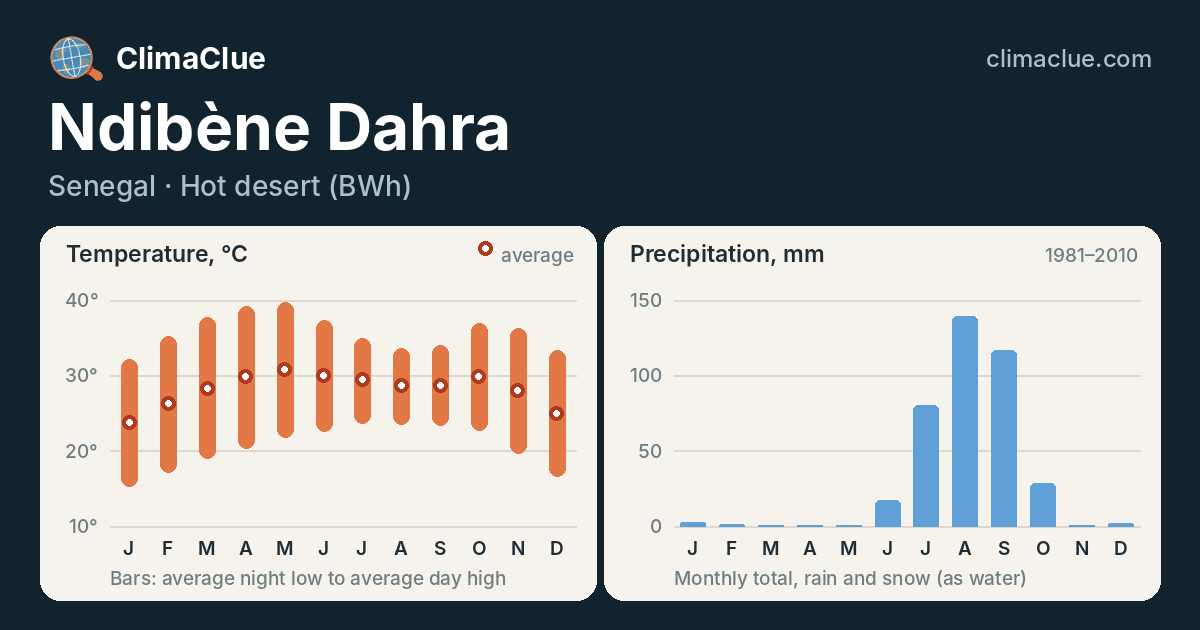 ClimaClue
climaclue.com
Ndibène Dahra
Senegal · Hot desert (BWh)
Temperature, °C
average
40°
30°
20°
10°
J F M A M J J A S O N D
Bars: average night low to average day high
Precipitation, mm
1981–2010
150
100
50
0
J F M A M J J A S O N D
Monthly total, rain and snow (as water)